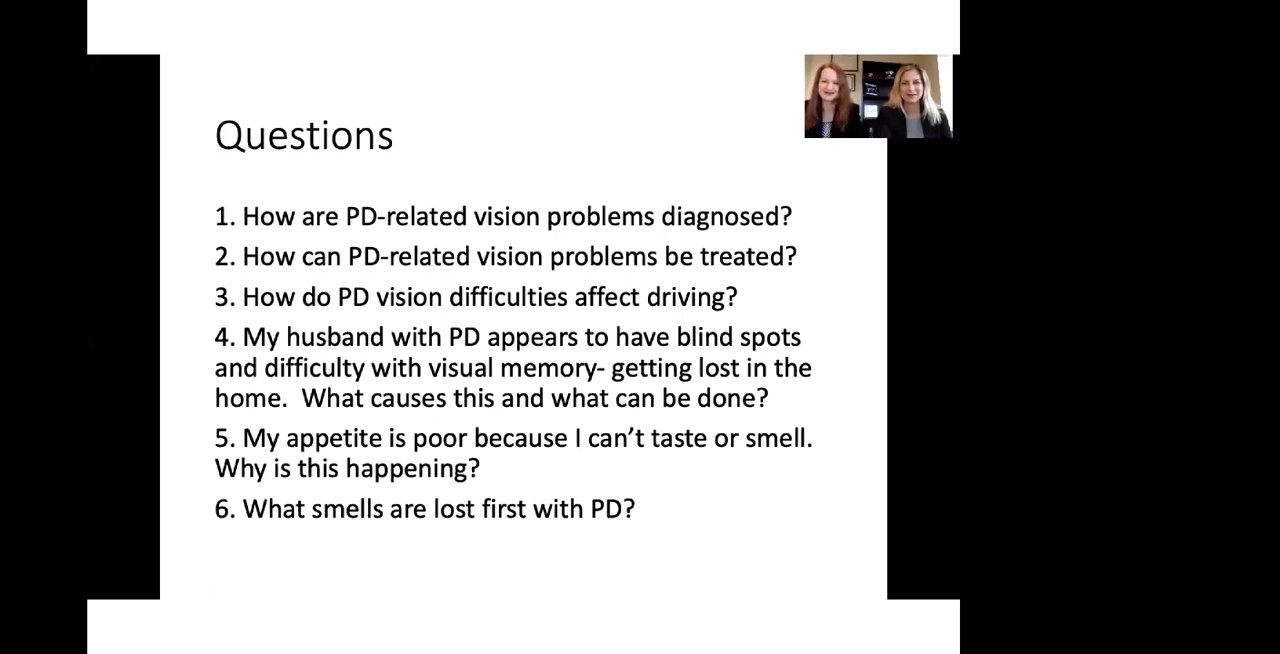 Questions
1. How are PD-related vision problems diagnosed?
2. How can PD-related vision problems be treated?
3. How do PD vision difficulties affect driving?
4. My husband with PD appears to have blind spots
and difficulty with visual memory- getting lost in the
home.  What causes this and what can be done?
5. My appetite is poor because I can’t taste or smell.
Why is this happening?
6. What smells are lost first with PD?